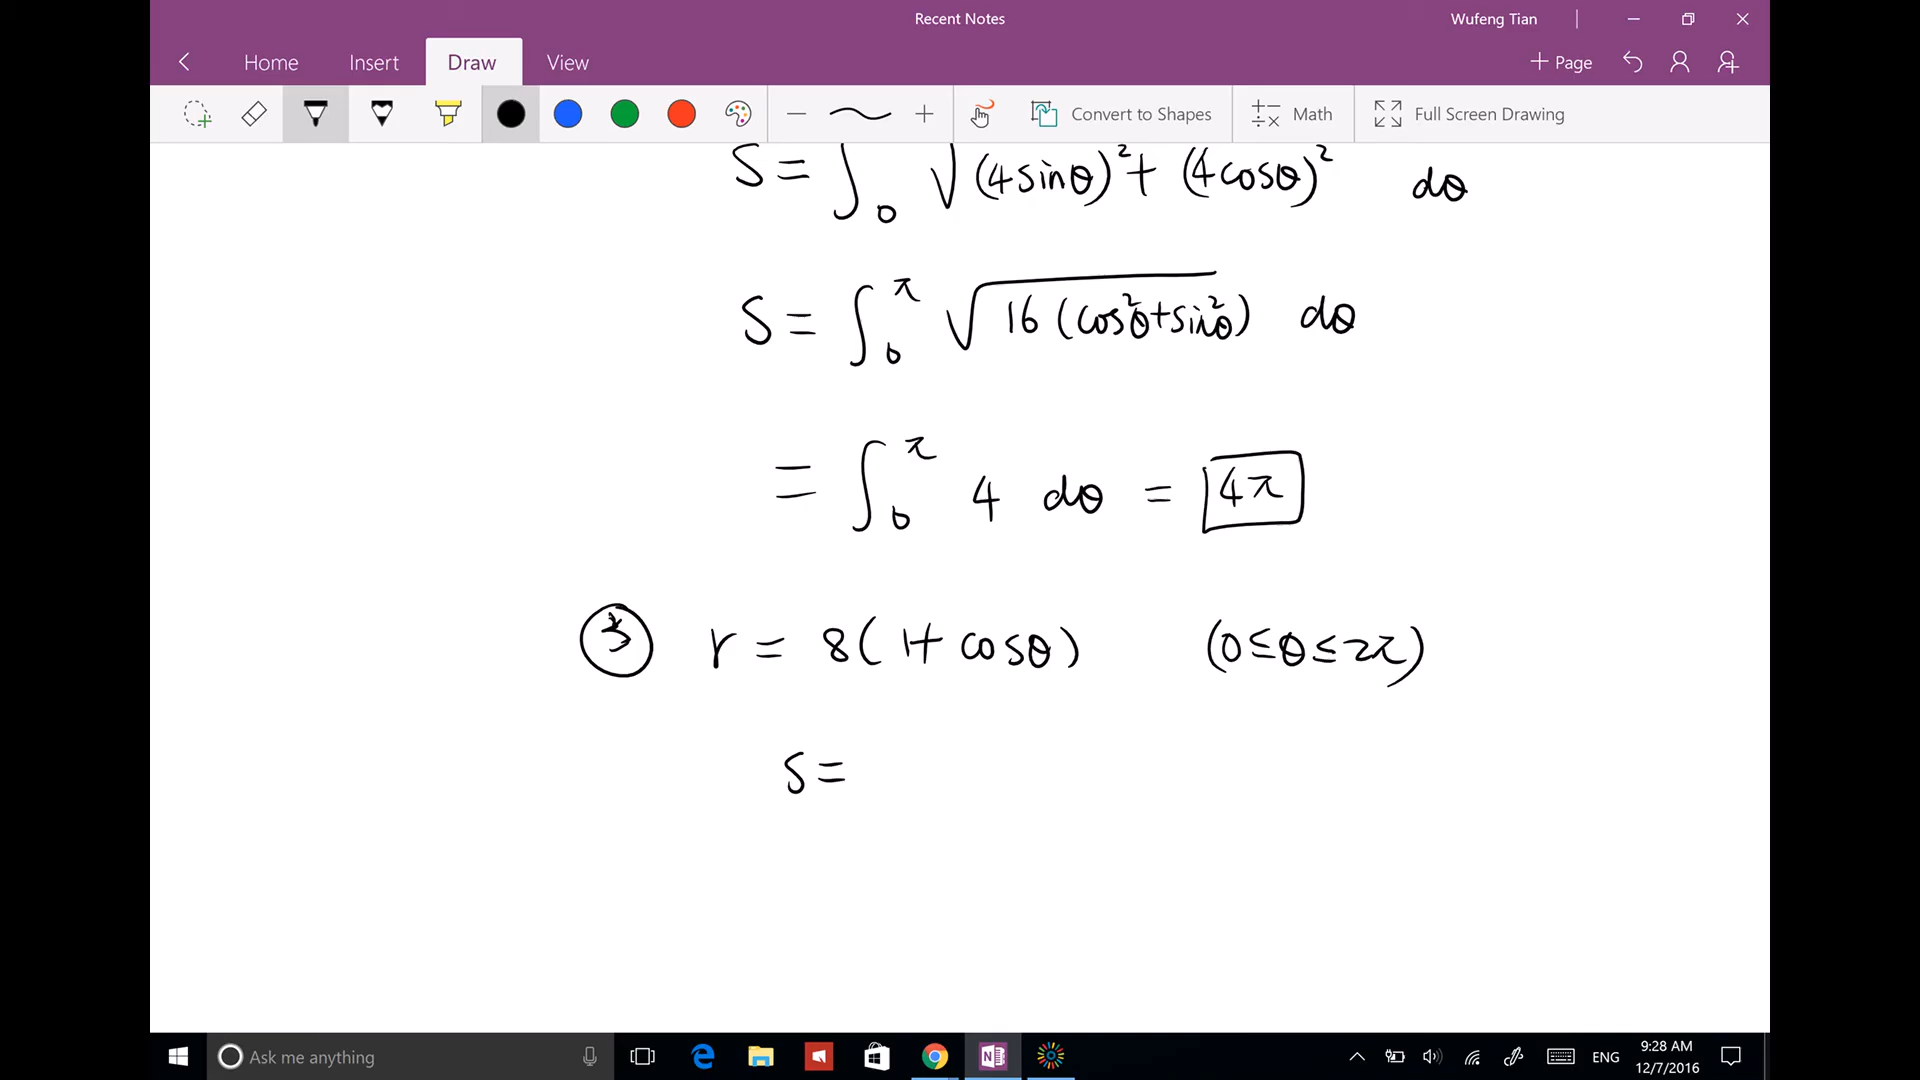 Recent Notes
Wufeng Tian
Home Insert Draw View
Page
Convert to Shapes
Math
Full Screen Drawing
S = ∫₀ √(4sinθ)² + (4cosθ)² dθ
S = ∫₀^π √16 (cos²θ+sin²θ) dθ
= ∫₀^π 4 dθ = 4π
③ r = 8(1+ cosθ) (0≤θ≤2π)
S =
Ask me anything
ENG
9:28 AM
12/7/2016